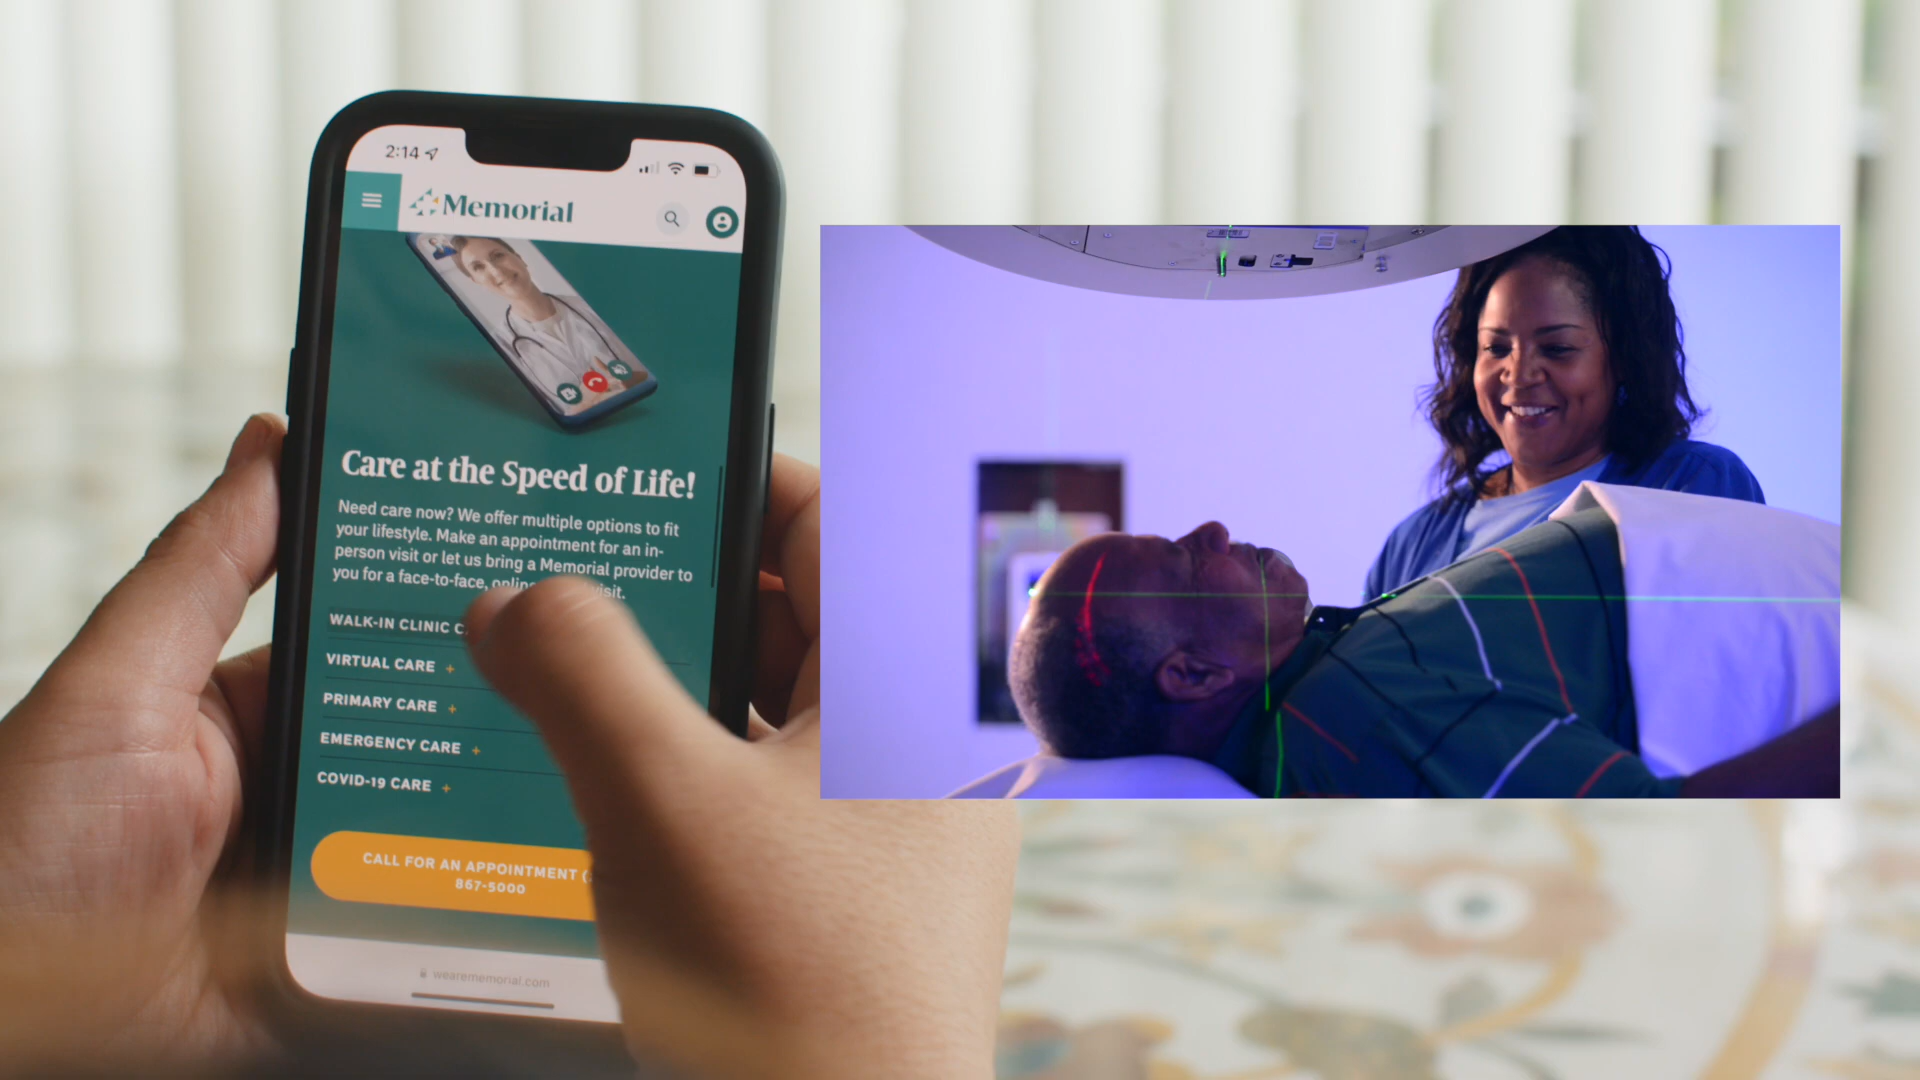 2:14
Memorial
Care at the Speed of Life!
Need care now? We offer multiple options to fit
your lifestyle. Make an appointment for an in-
person visit or let us bring a Memorial provider to
you for a face-to-face, online visit.
WALK-IN CLINIC
VIRTUAL CARE +
PRIMARY CARE +
EMERGENCY CARE +
COVID-19 CARE +
CALL FOR AN APPOINTMENT (
867-5000
wearememorial.com